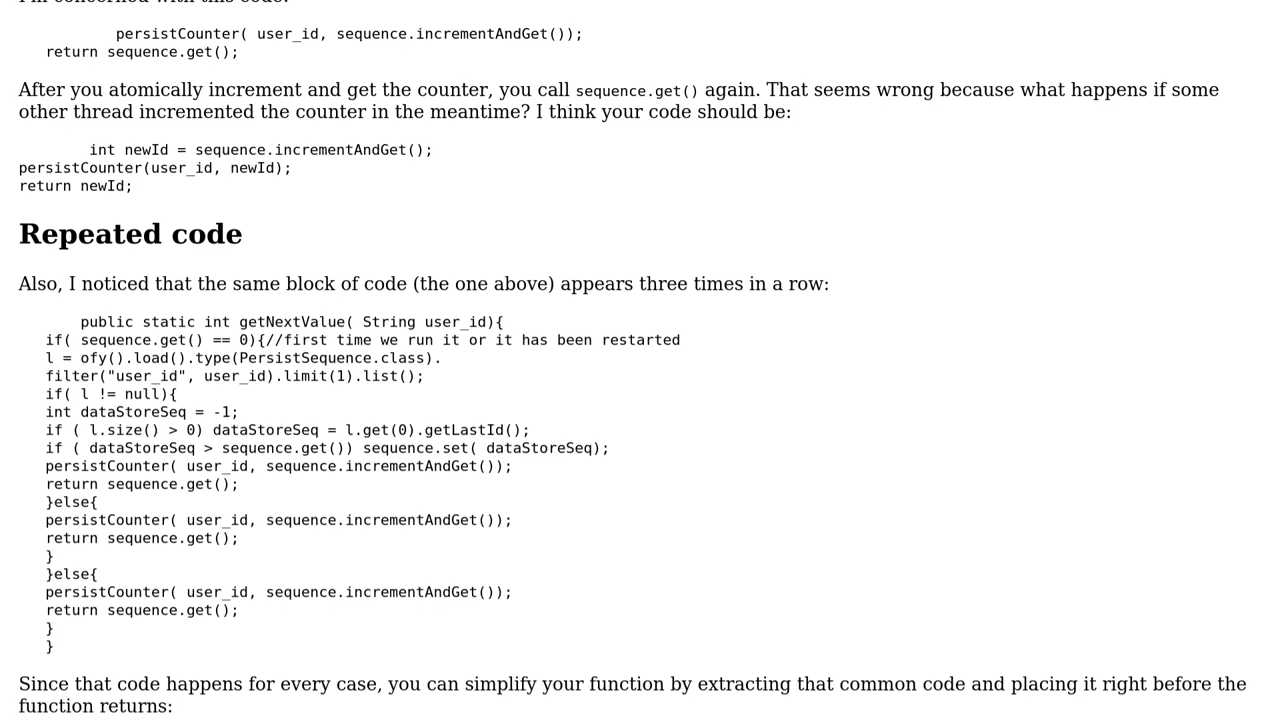 I'm concerned with this code:
persistCounter( user_id, sequence.incrementAndGet());
return sequence.get();
After you atomically increment and get the counter, you call sequence.get() again. That seems wrong because what happens if some
other thread incremented the counter in the meantime? I think your code should be:
int newId = sequence.incrementAndGet();
persistCounter(user_id, newId);
return newId;
Repeated code
Also, I noticed that the same block of code (the one above) appears three times in a row:
public static int getNextValue( String user_id){
if( sequence.get() == 0){//first time we run it or it has been restarted
l = ofy().load().type(PersistSequence.class).
filter("user_id", user_id).limit(1).list();
if( l != null){
int dataStoreSeq = -1;
if ( l.size() > 0) dataStoreSeq = l.get(0).getLastId();
if ( dataStoreSeq > sequence.get()) sequence.set( dataStoreSeq);
persistCounter( user_id, sequence.incrementAndGet());
return sequence.get();
}else{
persistCounter( user_id, sequence.incrementAndGet());
return sequence.get();
}
}else{
persistCounter( user_id, sequence.incrementAndGet());
return sequence.get();
}
}
Since that code happens for every case, you can simplify your function by extracting that common code and placing it right before the
function returns: